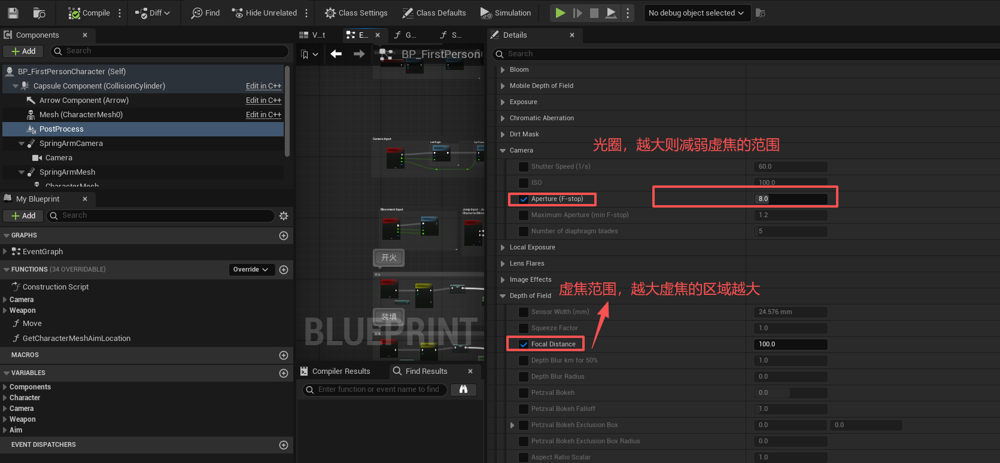 Compile
Diff
Find
Hide Unrelated
Class Settings
Class Defaults
Simulation
No debug object selected
Components
Add
Search
BP_FirstPersonCharacter (Self)
Capsule Component (CollisionCylinder)
Edit in C++
Arrow Component (Arrow)
Edit in C++
Mesh (CharacterMesh0)
Edit in C++
PostProcess
SpringArmCamera
Camera
SpringArmMesh
CharacterMesh
My Blueprint
Add
Search
GRAPHS
EventGraph
FUNCTIONS (34 OVERRIDABLE)
Override
Construction Script
Camera
Weapon
Move
GetCharacterMeshAimLocation
MACROS
VARIABLES
Components
Character
Camera
Weapon
Aim
EVENT DISPATCHERS
V...t
E...
G...
S...
BP_FirstPerson
Camera Input
Left/Right
Movement Input
开火
开火
装填
BLUEPRINT
Compiler Results
Find Results
Enter function or event name to find
Details
Search
Bloom
Mobile Depth of Field
Exposure
Chromatic Aberration
Dirt Mask
光圈，越大则减弱虚焦的范围
Camera
Shutter Speed (1/s)
60.0
ISO
100.0
Aperture (F-stop)
8.0
Maximum Aperture (min F-stop)
1.2
Number of diaphragm blades
5
Local Exposure
Lens Flares
Image Effects
虚焦范围，越大虚焦的区域越大
Depth of Field
Sensor Width (mm)
24.576 mm
Squeeze Factor
1.0
Focal Distance
100.0
Depth Blur km for 50%
1.0
Depth Blur Radius
0.0
Petzval Bokeh
0.0
Petzval Bokeh Falloff
1.0
Petzval Bokeh Exclusion Box
0.0
0.0
Petzval Bokeh Exclusion Box Radius
0.0
Aspect Ratio Scalar
1.0